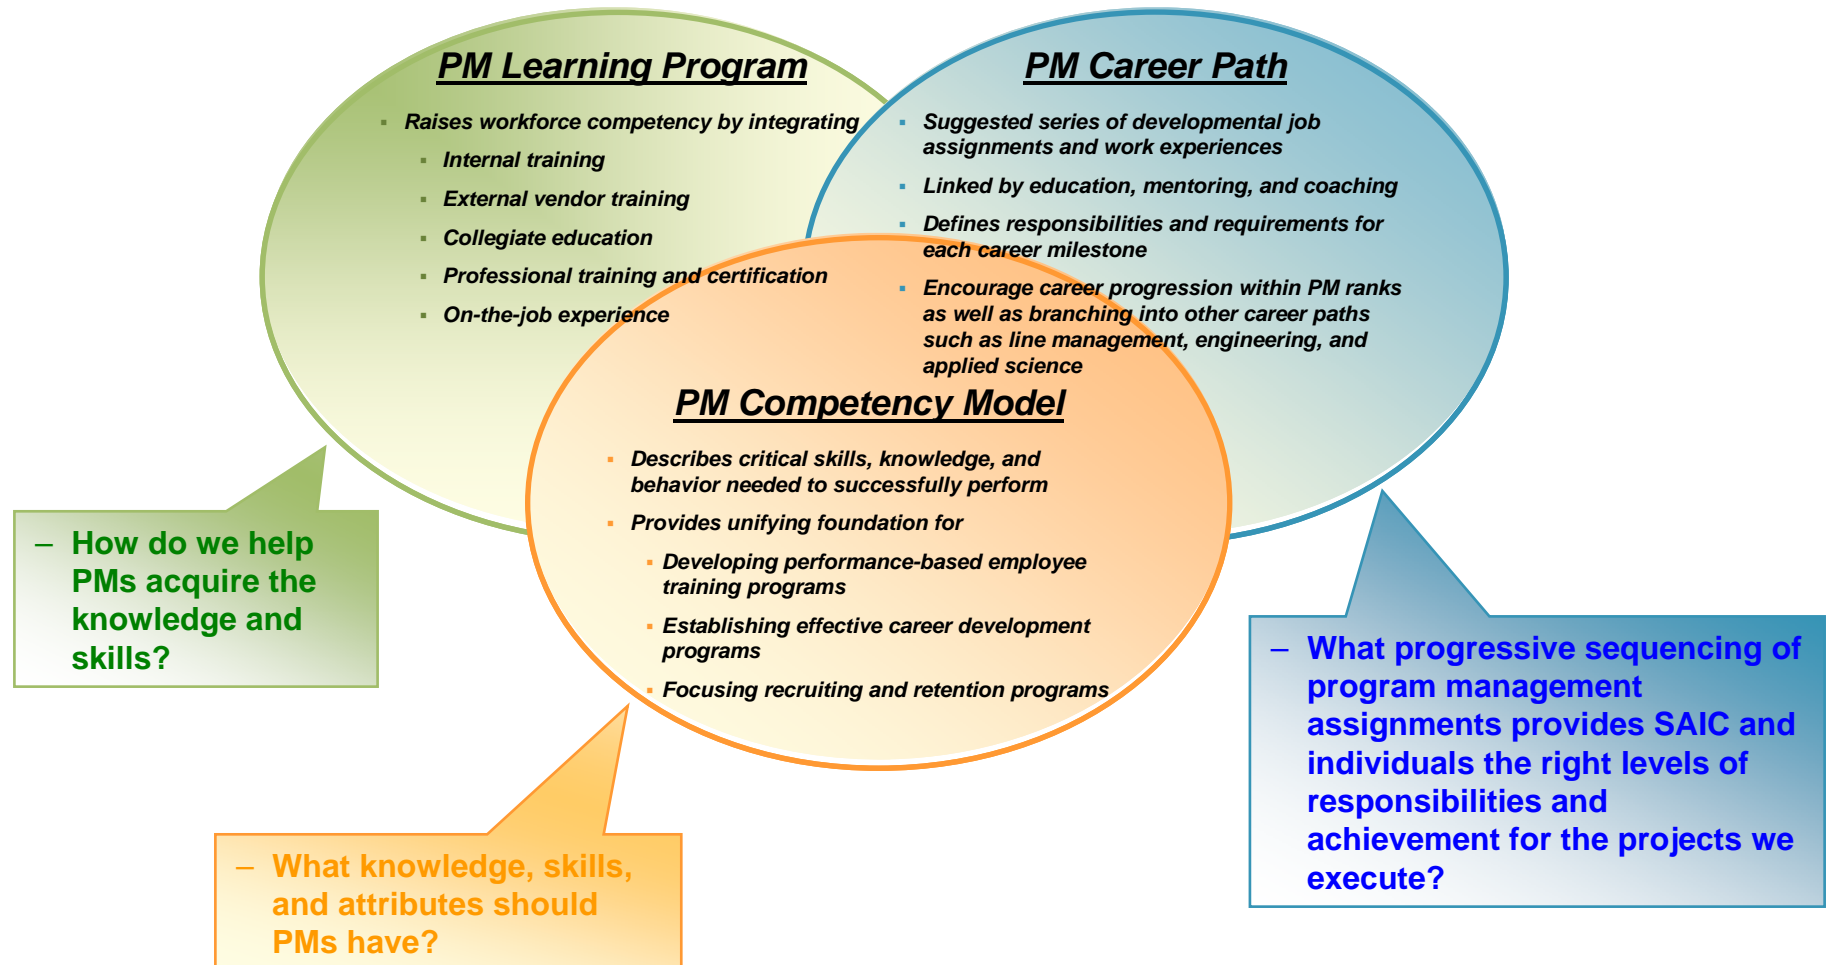 PM Learning Program
▪ Raises workforce competency by integrating
▪ Internal training
▪ External vendor training
▪ Collegiate education
▪ Professional training and certification
▪ On-the-job experience
PM Career Path
▪ Suggested series of developmental job
assignments and work experiences
▪ Linked by education, mentoring, and coaching
▪ Defines responsibilities and requirements for
each career milestone
▪ Encourage career progression within PM ranks
as well as branching into other career paths
such as line management, engineering, and
applied science
PM Competency Model
▪ Describes critical skills, knowledge, and
behavior needed to successfully perform
▪ Provides unifying foundation for
▪ Developing performance-based employee
training programs
▪ Establishing effective career development
programs
▪ Focusing recruiting and retention programs
– How do we help
PMs acquire the
knowledge and
skills?
– What knowledge, skills,
and attributes should
PMs have?
– What progressive sequencing of
program management
assignments provides SAIC and
individuals the right levels of
responsibilities and
achievement for the projects we
execute?